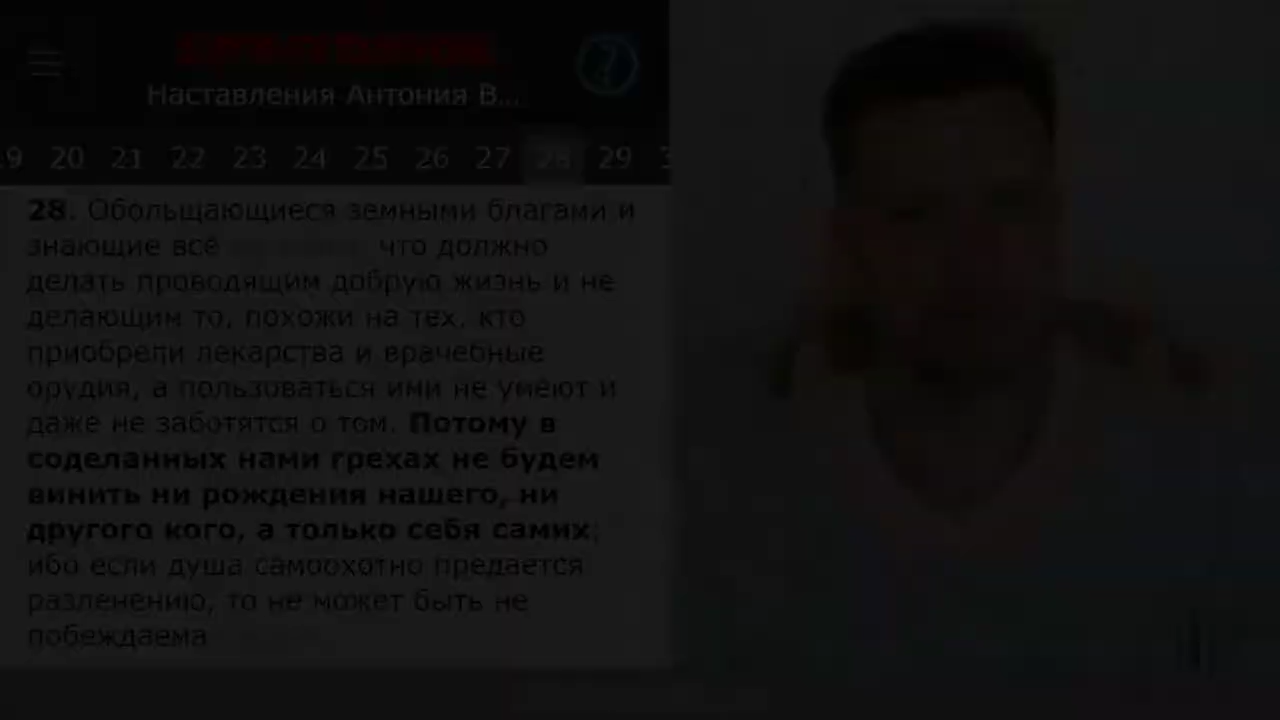 Наставления Антония В...
9 20 21 22 23 24 25 26 27 28 29 3
28. Обольщающиеся земными благами и
знающие всё что должно
делать проводящим добрую жизнь и не
делающим то, похожи на тех, кто
приобрели лекарства и врачебные
орудия, а пользоваться ими не умеют и
даже не заботятся о том. Потому в
соделанных нами грехах не будем
винить ни рождения нашего, ни
другого кого, а только себя самих;
ибо если душа самоохотно предается
разленению, то не может быть не
побеждаема